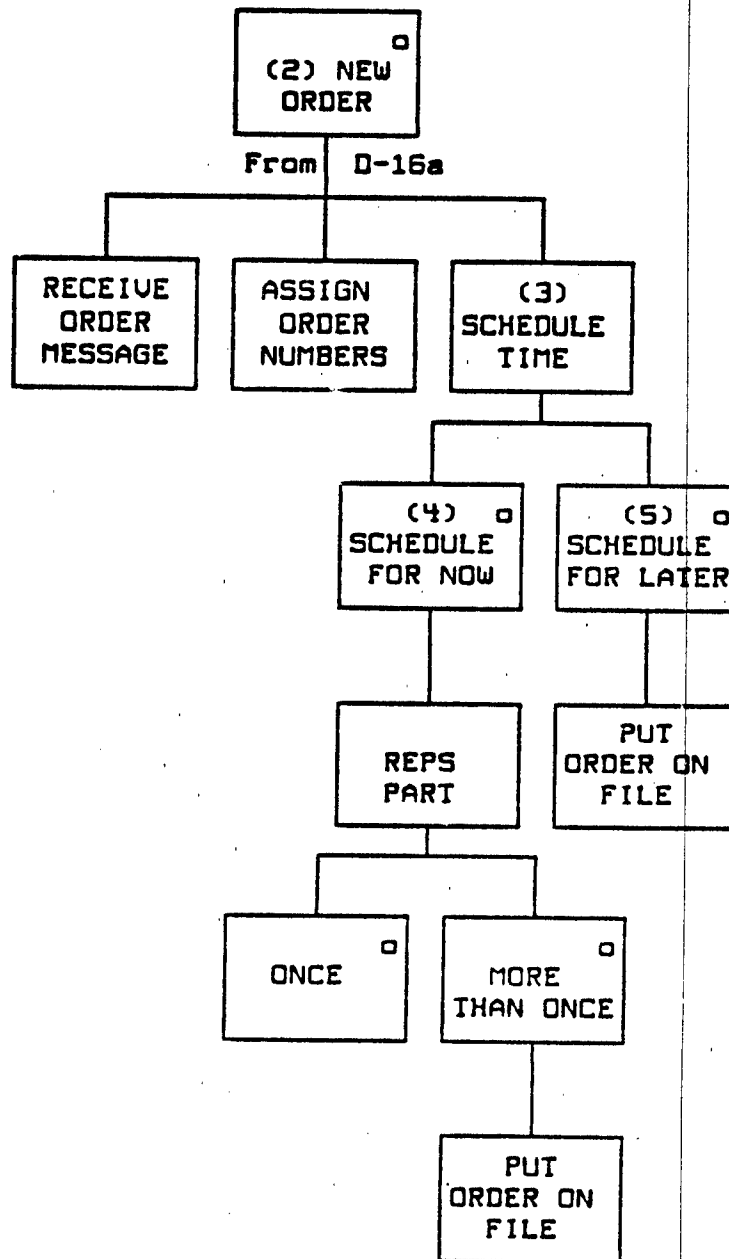 (2) NEW
ORDER
From D-16a
RECEIVE
ORDER
MESSAGE
ASSIGN
ORDER
NUMBERS
(3)
SCHEDULE
TIME
(4)
SCHEDULE
FOR NOW
(5)
SCHEDULE
FOR LATER
REPS
PART
PUT
ORDER ON
FILE
ONCE
MORE
THAN ONCE
PUT
ORDER ON
FILE